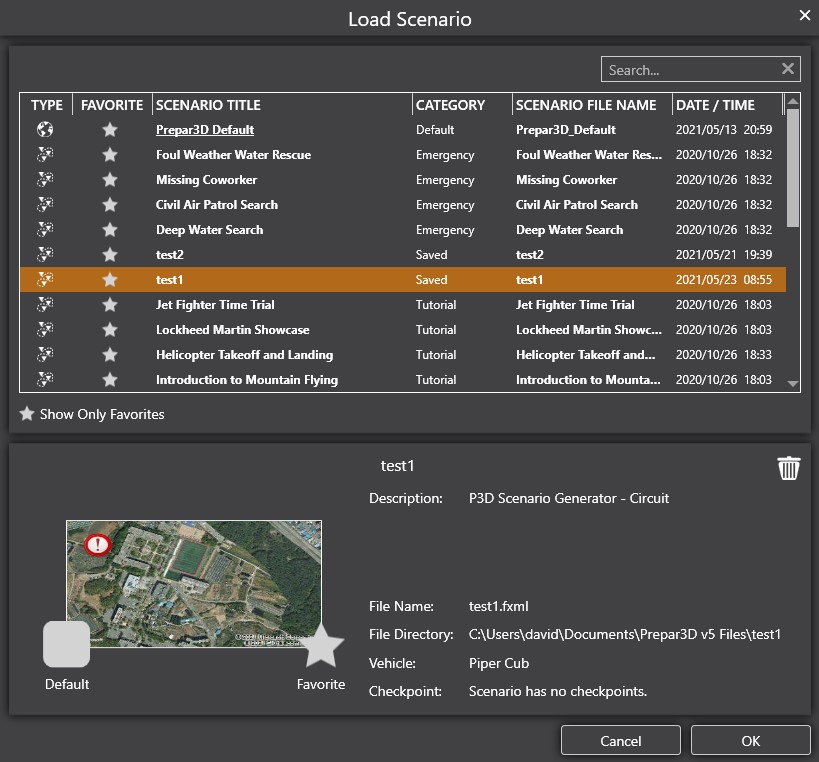 Load Scenario
Search...
TYPE FAVORITE SCENARIO TITLE CATEGORY SCENARIO FILE NAME DATE / TIME
Prepar3D Default Default Prepar3D_Default 2021/05/13 20:59
Foul Weather Water Rescue Emergency Foul Weather Water Res... 2020/10/26 18:32
Missing Coworker Emergency Missing Coworker 2020/10/26 18:32
Civil Air Patrol Search Emergency Civil Air Patrol Search 2020/10/26 18:32
Deep Water Search Emergency Deep Water Search 2020/10/26 18:32
test2 Saved test2 2021/05/21 19:39
test1 Saved test1 2021/05/23 08:55
Jet Fighter Time Trial Tutorial Jet Fighter Time Trial 2020/10/26 18:03
Lockheed Martin Showcase Tutorial Lockheed Martin Showc... 2020/10/26 18:03
Helicopter Takeoff and Landing Tutorial Helicopter Takeoff and... 2020/10/26 18:33
Introduction to Mountain Flying Tutorial Introduction to Mounta... 2020/10/26 18:03
Show Only Favorites
test1
Description: P3D Scenario Generator - Circuit
File Name: test1.fxml
File Directory: C:\Users\david\Documents\Prepar3D v5 Files\test1
Vehicle: Piper Cub
Checkpoint: Scenario has no checkpoints.
Default Favorite
Cancel OK